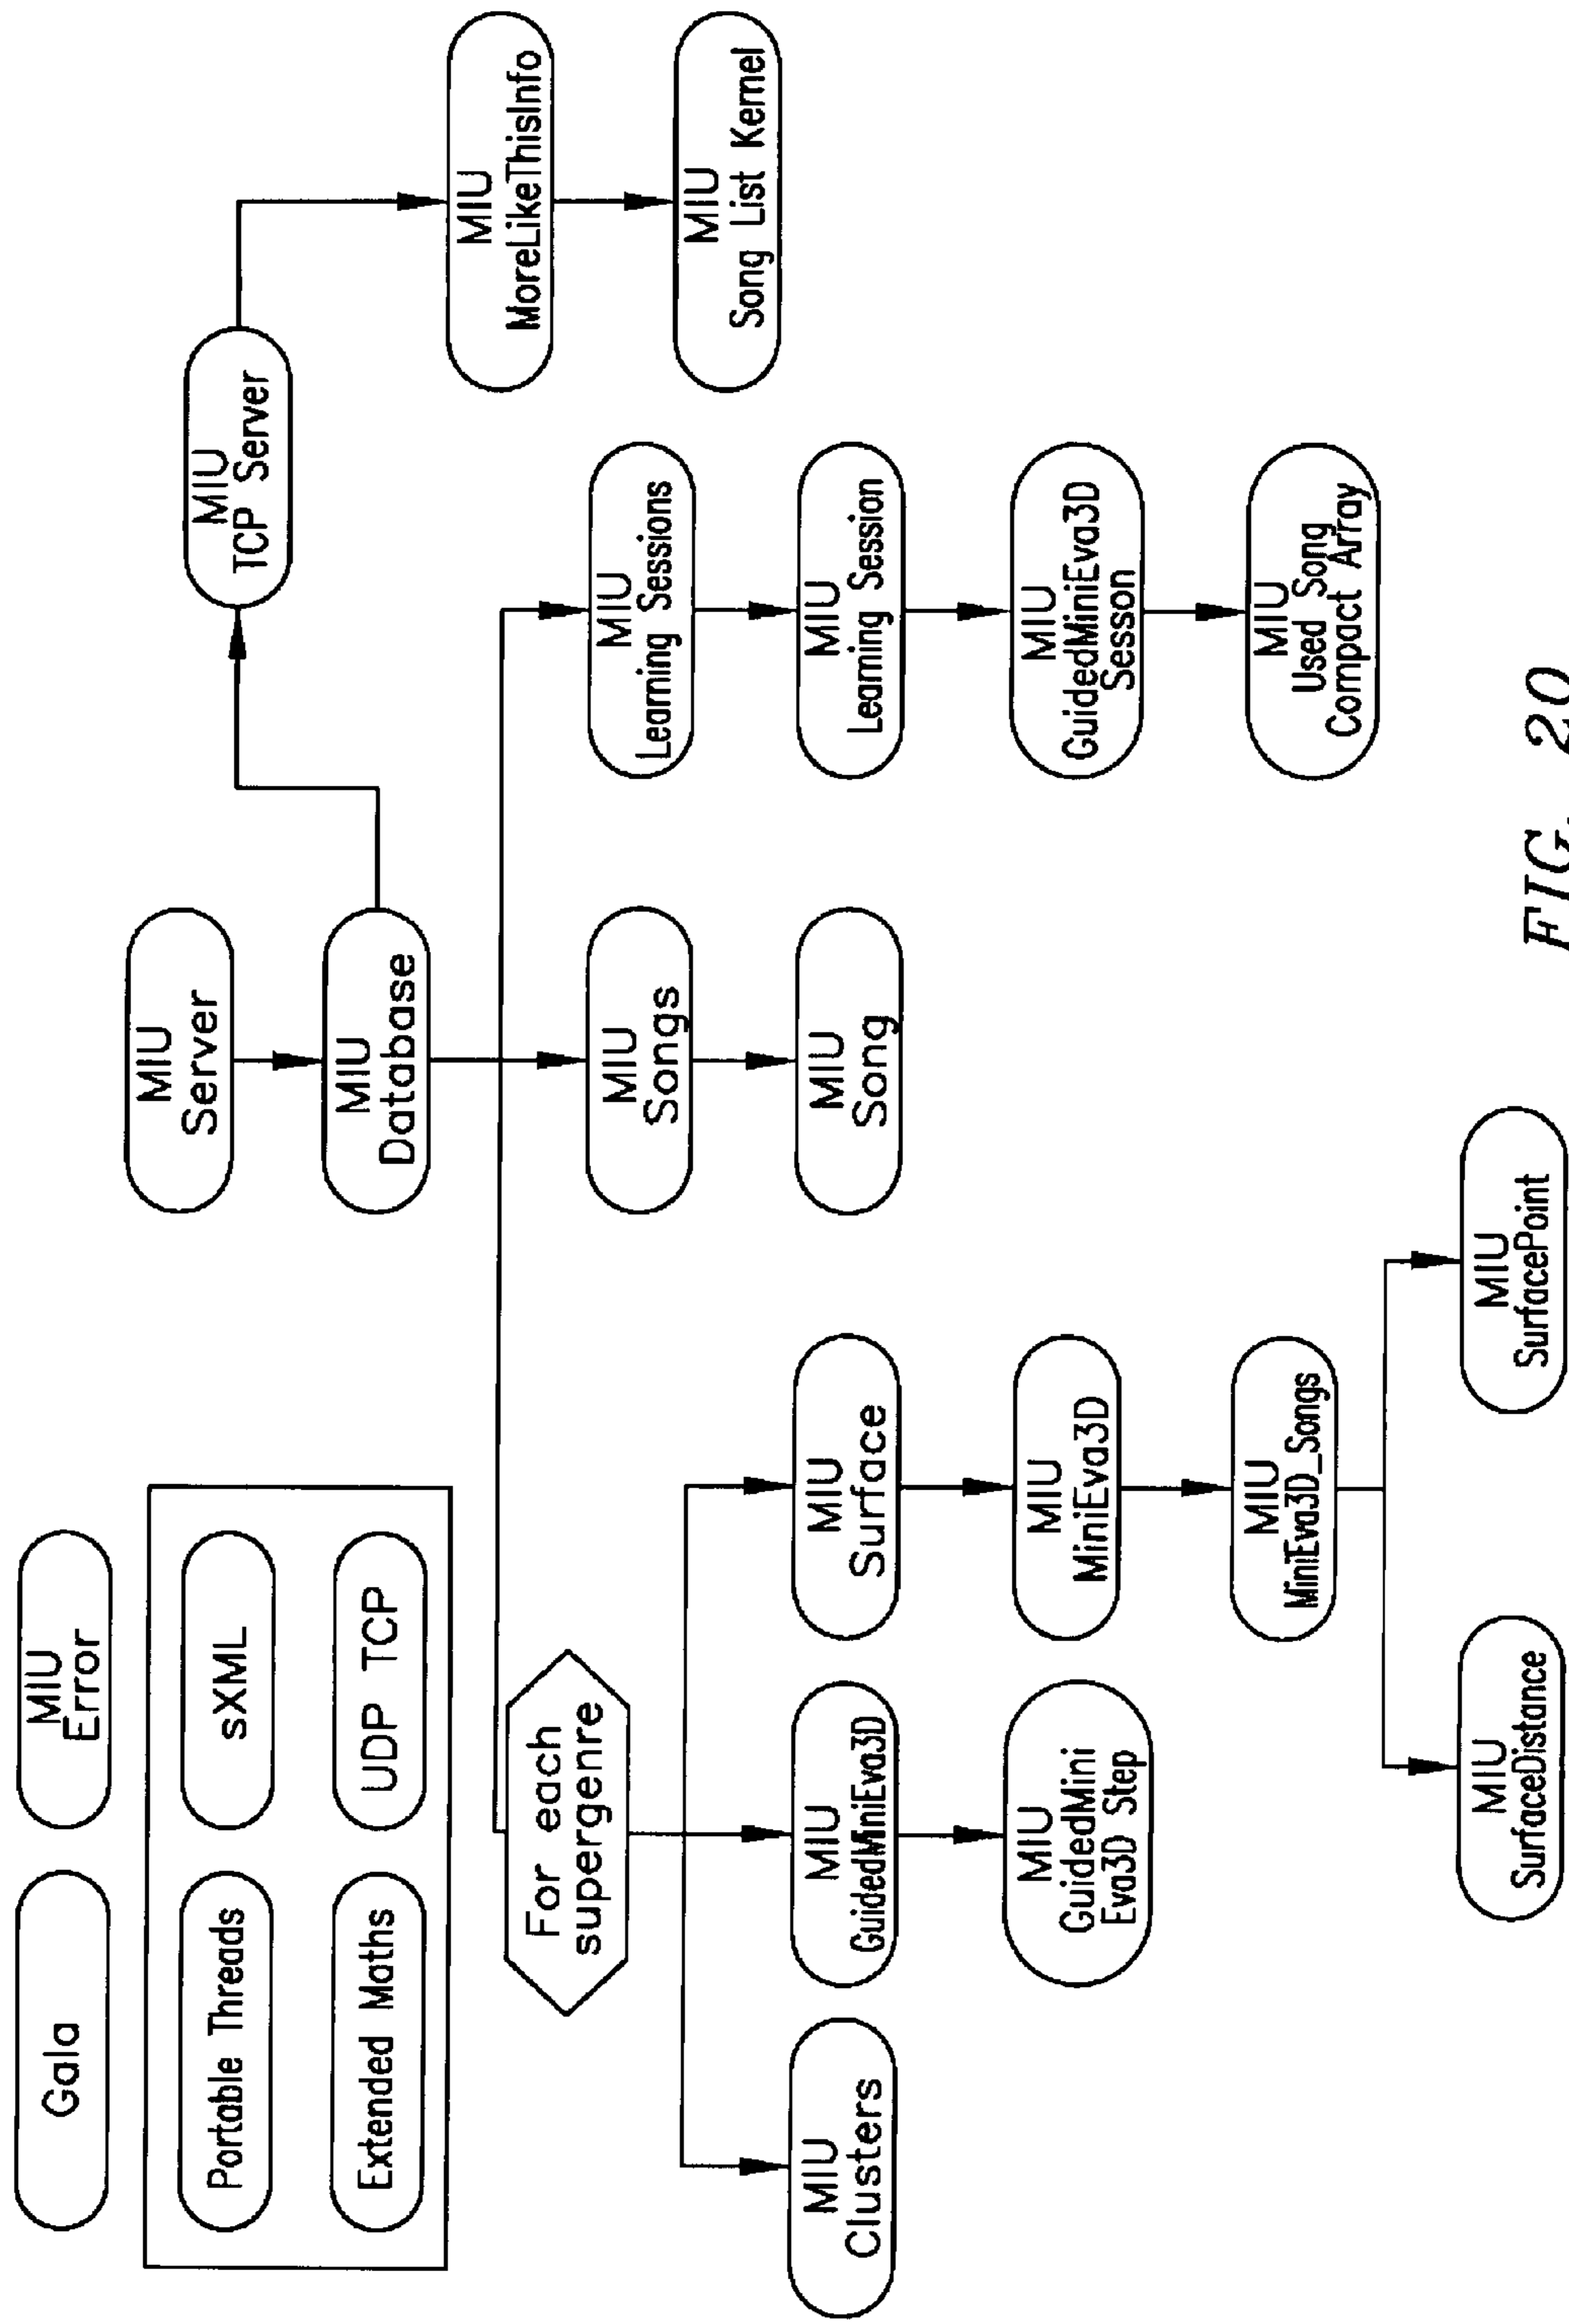 Gala
MIU
Error
Portable Threads
sXML
Extended Maths
UDP TCP
MIU
Server
MIU
Database
MIU
TCP Server
MIU
MoreLikeThisInfo
MIU
Song List Kernel
For each
supergenre
MIU
Songs
MIU
Song
MIU
Learning Sessions
MIU
Learning Session
MIU
GuidedMiniEva3D
Sesson
MIU
Used Song
Compact Array
MIU
Clusters
MIU
GuidedMiniEva3D
MIU
GuidedMini
Eva3D Step
MIU
Surface
MIU
MiniEva3D
MIU
MiniEva3D_Songs
MIU
SurfaceDistance
MIU
SurfacePoint
FIG. 20